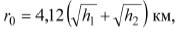 r₀ = 4,12(√h₁ + √h₂) км,